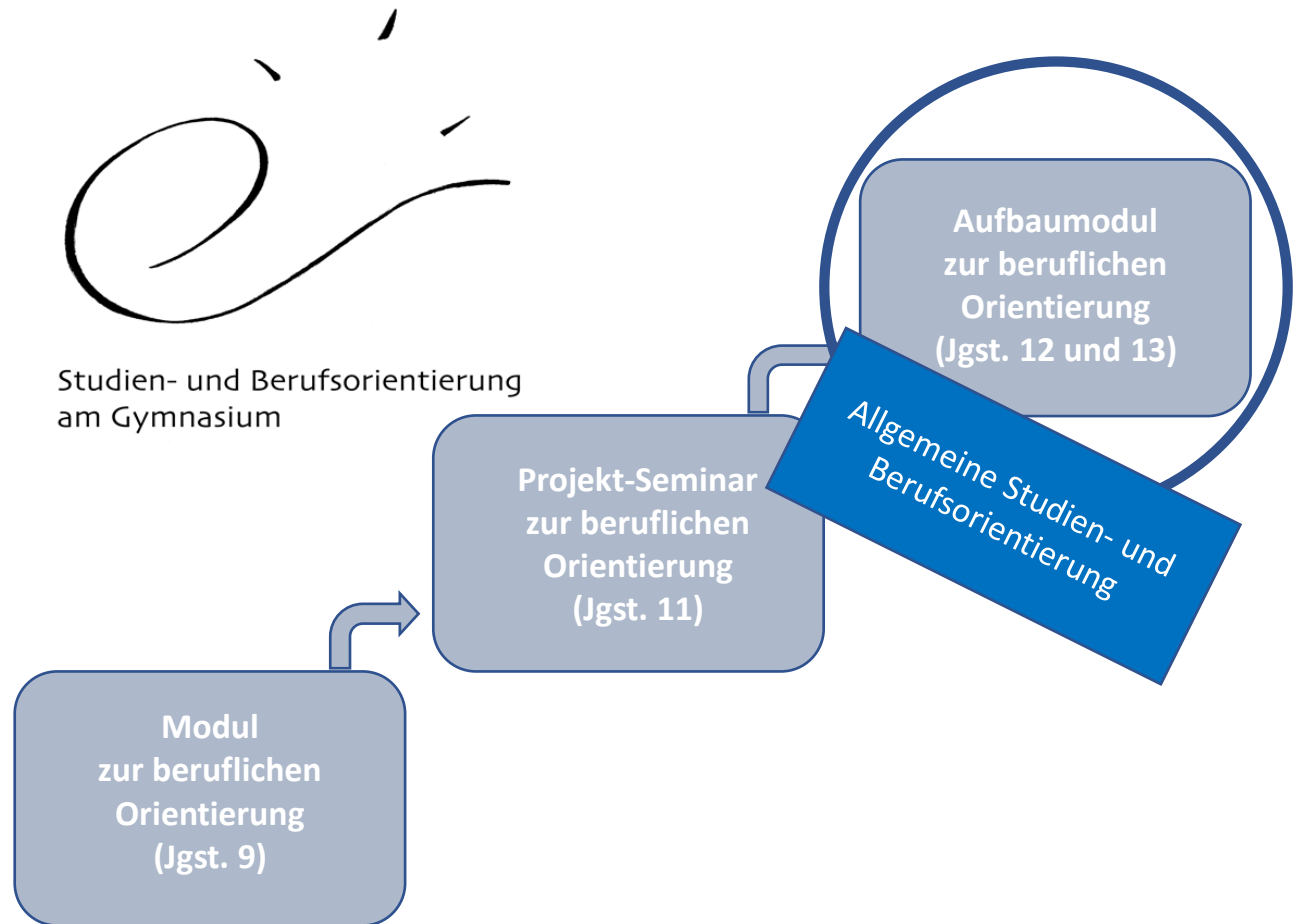 Studien- und Berufsorientierung
am Gymnasium
Aufbaumodul
zur beruflichen
Orientierung
(Jgst. 12 und 13)
Allgemeine Studien- und
Berufsorientierung
Projekt-Seminar
zur beruflichen
Orientierung
(Jgst. 11)
Modul
zur beruflichen
Orientierung
(Jgst. 9)